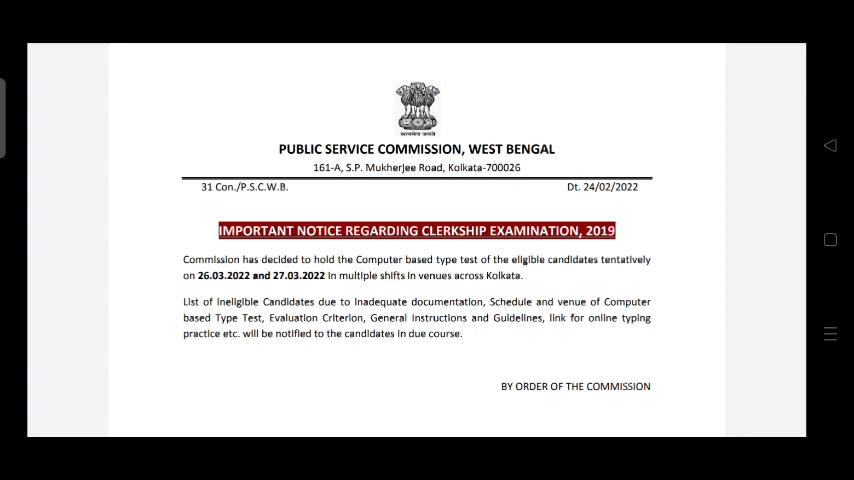 सत्यमेव जयते
PUBLIC SERVICE COMMISSION, WEST BENGAL
161-A, S.P. Mukherjee Road, Kolkata-700026
31 Con./P.S.C.W.B. Dt. 24/02/2022
IMPORTANT NOTICE REGARDING CLERKSHIP EXAMINATION, 2019
Commission has decided to hold the Computer based type test of the eligible candidates tentatively
on 26.03.2022 and 27.03.2022 in multiple shifts in venues across Kolkata.
List of ineligible Candidates due to inadequate documentation, Schedule and venue of Computer
based Type Test, Evaluation Criterion, General Instructions and Guidelines, link for online typing
practice etc. will be notified to the candidates in due course.
BY ORDER OF THE COMMISSION